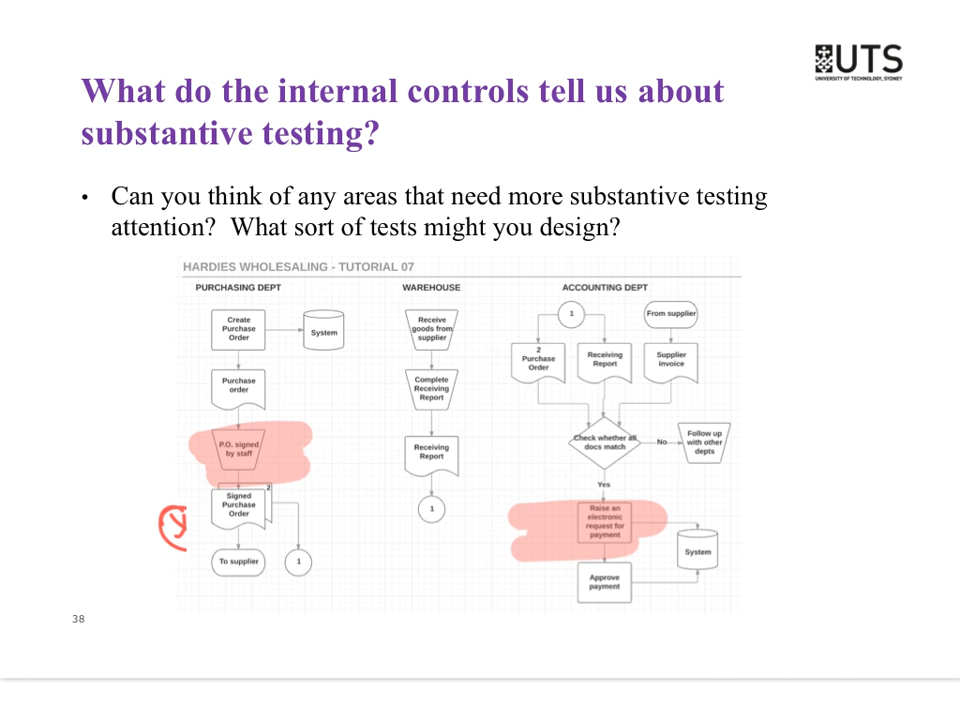 UTS
UNIVERSITY OF TECHNOLOGY, SYDNEY
What do the internal controls tell us about
substantive testing?
• Can you think of any areas that need more substantive testing
attention? What sort of tests might you design?
HARDIES WHOLESALING - TUTORIAL 07
PURCHASING DEPT
Create
Purchase
Order
System
Purchase
order
P.O. signed
by staff
2
Signed
Purchase
Order
To supplier
1
WAREHOUSE
Receive
goods from
supplier
Complete
Receiving
Report
Receiving
Report
1
ACCOUNTING DEPT
1
From supplier
2
Purchase
Order
Receiving
Report
Supplier
invoice
Check whether all
docs match
No
Follow up
with other
depts
Yes
Raise an
electronic
request for
payment
System
Approve
payment
38